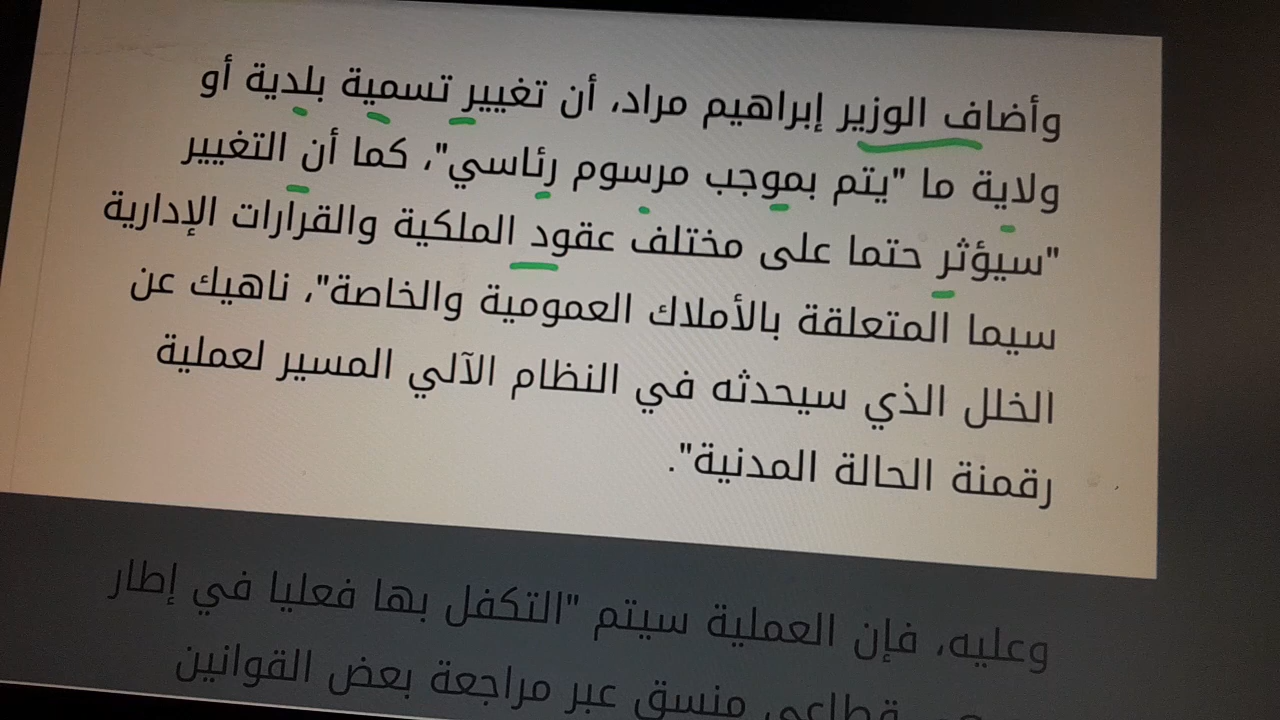 وأضاف الوزير إبراهيم مراد، أن تغيير تسمية بلدية أو
ولاية ما "يتم بموجب مرسوم رئاسي"، كما أن التغيير
"سيؤثر حتما على مختلف عقود الملكية والقرارات الإدارية
سيما المتعلقة بالأملاك العمومية والخاصة"، ناهيك عن
الخلل الذي سيحدثه في النظام الآلي المسير لعملية
رقمنة الحالة المدنية".
وعليه، فإن العملية سيتم "التكفل بها فعليا في إطار
قطاعي منسق عبر مراجعة بعض القوانين